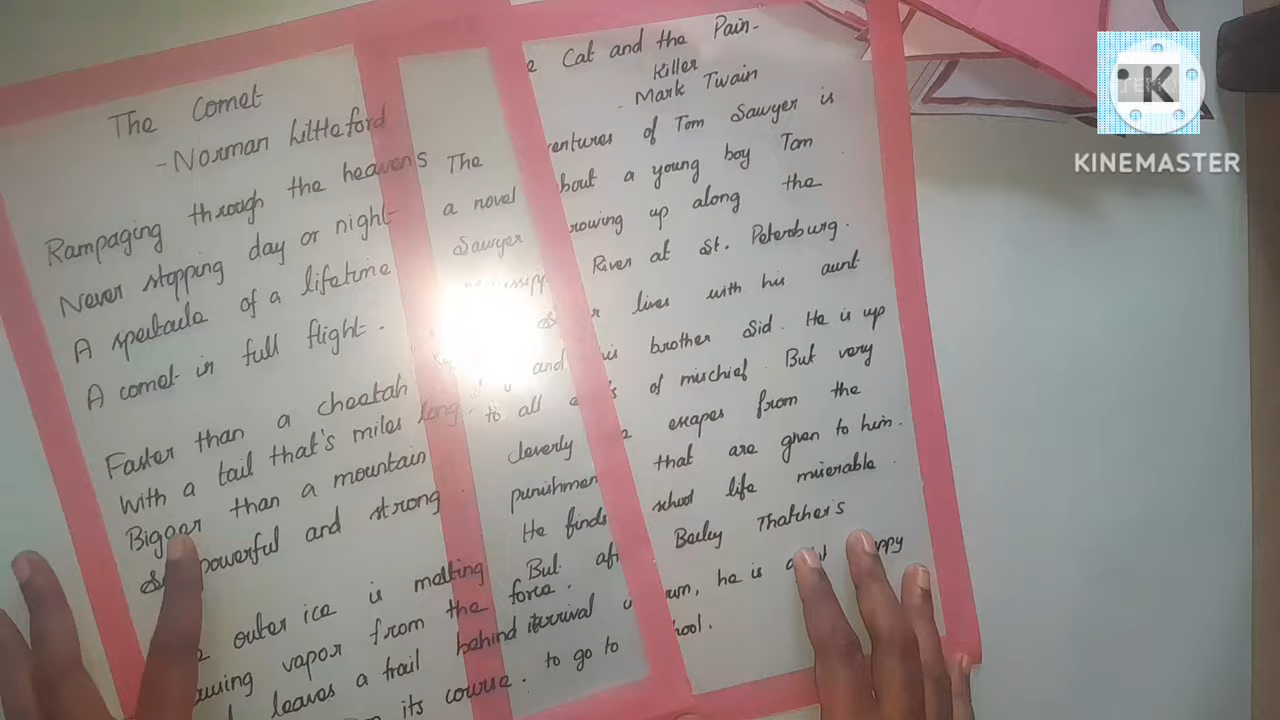 The Comet
- Norman Littleford
Rampaging through the heavens
Never stopping day or night
A spectacle of a lifetime
A comet in full flight.
Faster than a cheetah
With a tail that's miles long.
Bigger than a mountain
powerful and strong.
outer ice is melting
vapor from the force.
leaves a trail behind it
its course.
Cat and the Pain-
Killer
- Mark Twain
The of Tom Sawyer is
a novel a young boy Tom
Sawyer up along the
River at St. Petersburg.
lives with his aunt
and brother Sid. He is up
to all of mischief. But very
cleverly escapes from the
that are given to him.
He finds school life miserable
But Becky Thatcher's
arrival he is
to go to
KINEMASTER